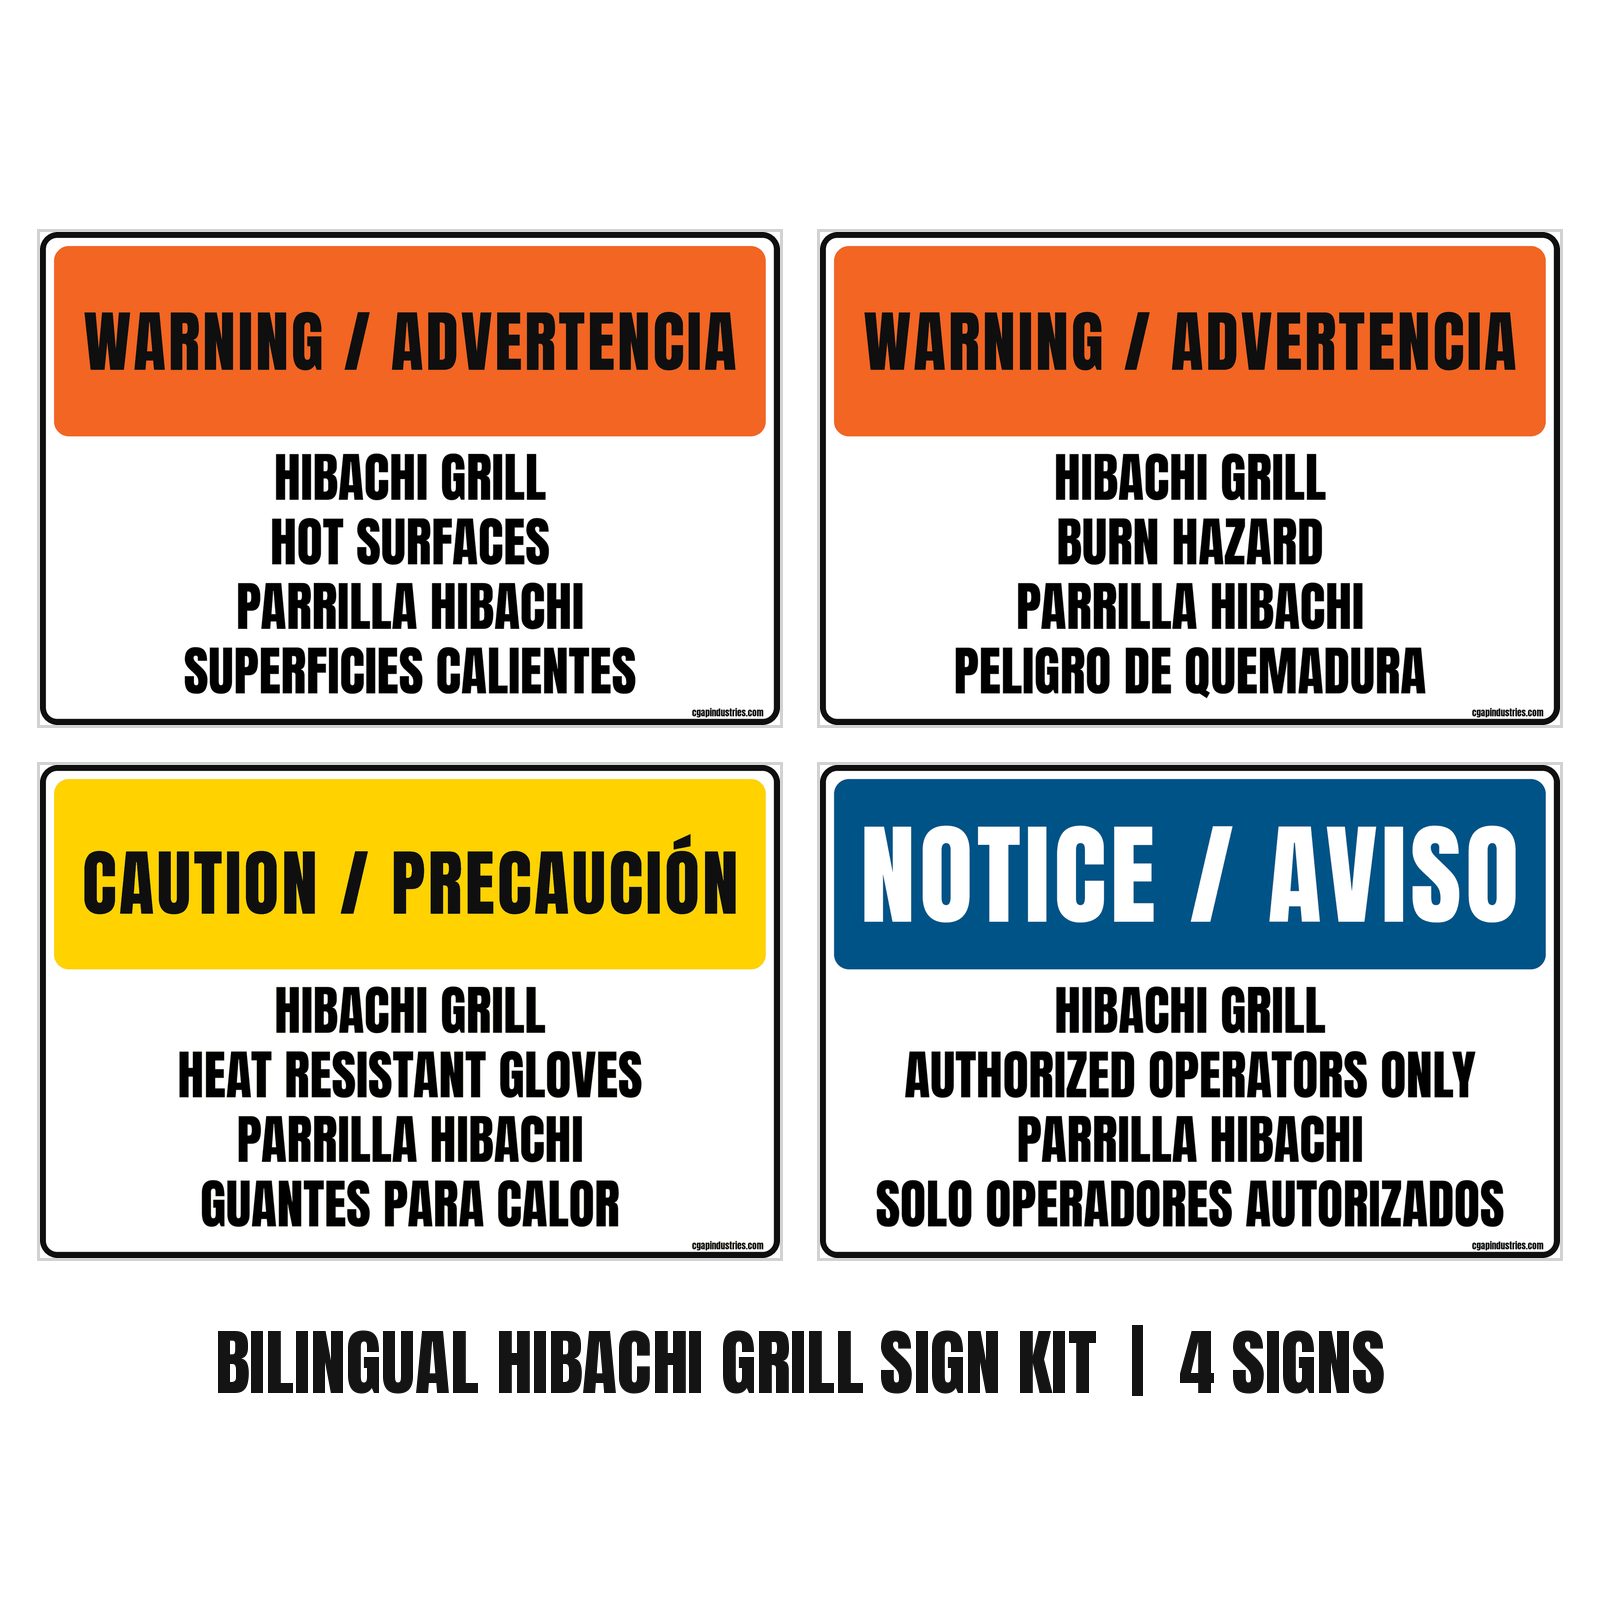 WARNING / ADVERTENCIA
HIBACHI GRILL
HOT SURFACES
PARRILLA HIBACHI
SUPERFICIES CALIENTES
cgapindustries.com
WARNING / ADVERTENCIA
HIBACHI GRILL
BURN HAZARD
PARRILLA HIBACHI
PELIGRO DE QUEMADURA
cgapindustries.com
CAUTION / PRECAUCIÓN
HIBACHI GRILL
HEAT RESISTANT GLOVES
PARRILLA HIBACHI
GUANTES PARA CALOR
cgapindustries.com
NOTICE / AVISO
HIBACHI GRILL
AUTHORIZED OPERATORS ONLY
PARRILLA HIBACHI
SOLO OPERADORES AUTORIZADOS
cgapindustries.com
BILINGUAL HIBACHI GRILL SIGN KIT | 4 SIGNS